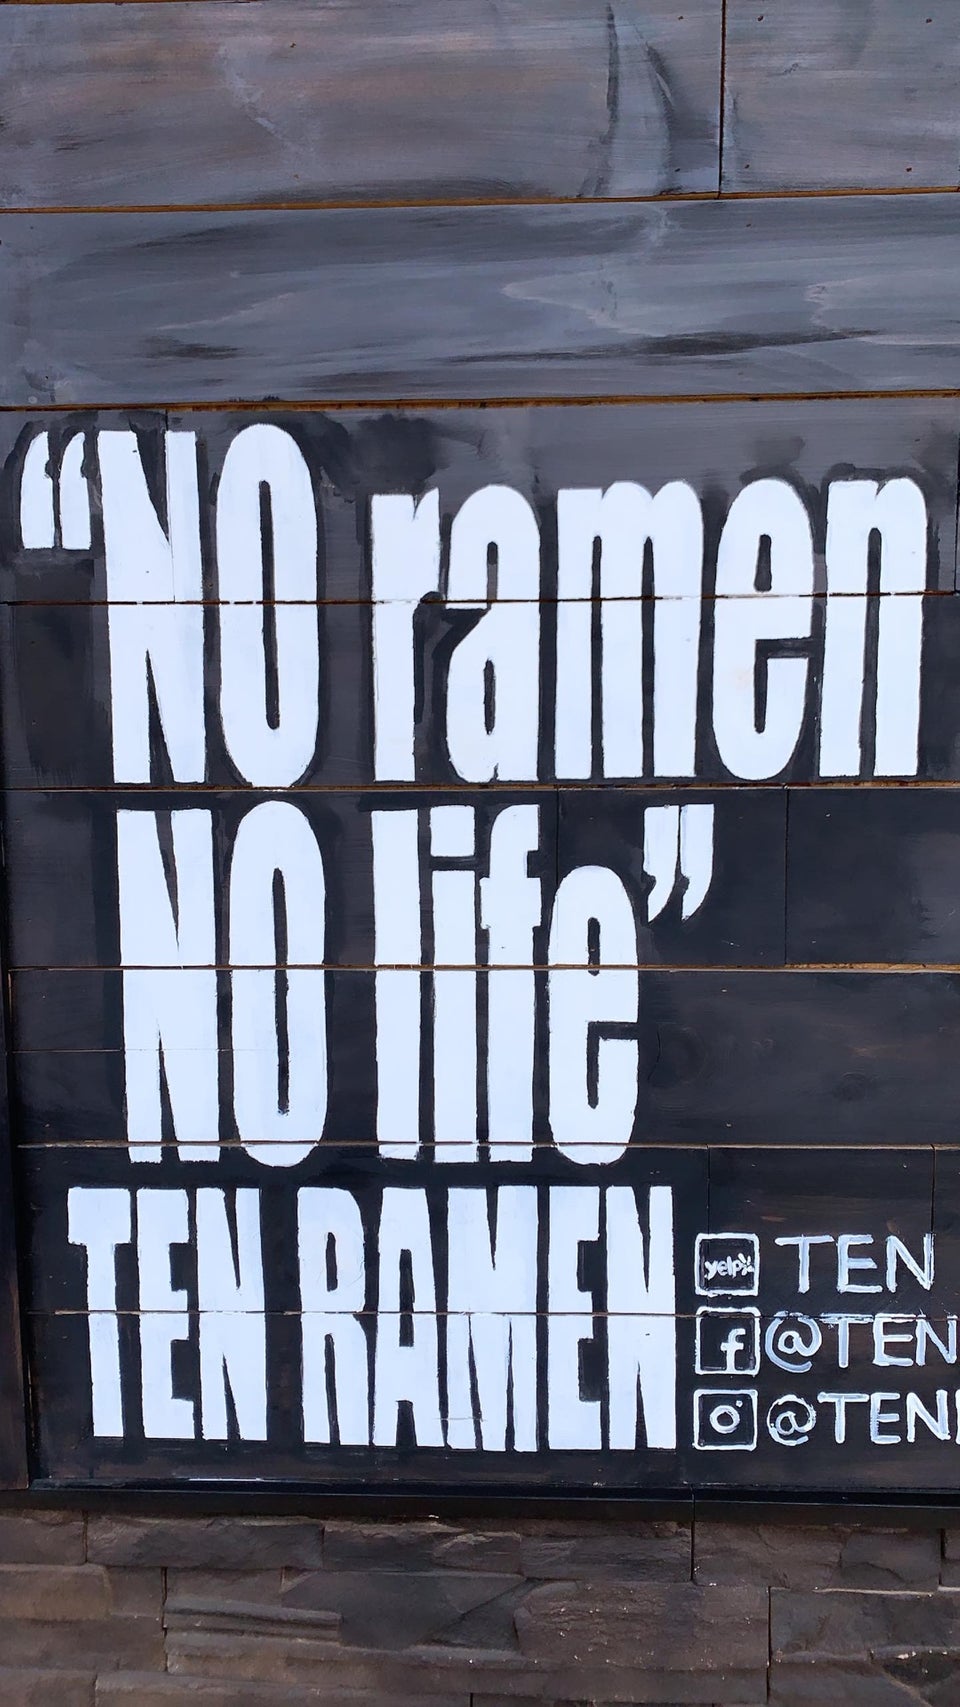 “NO ramen
NO life”
TEN RAMEN
yelp TEN
f @TEN
@TEN